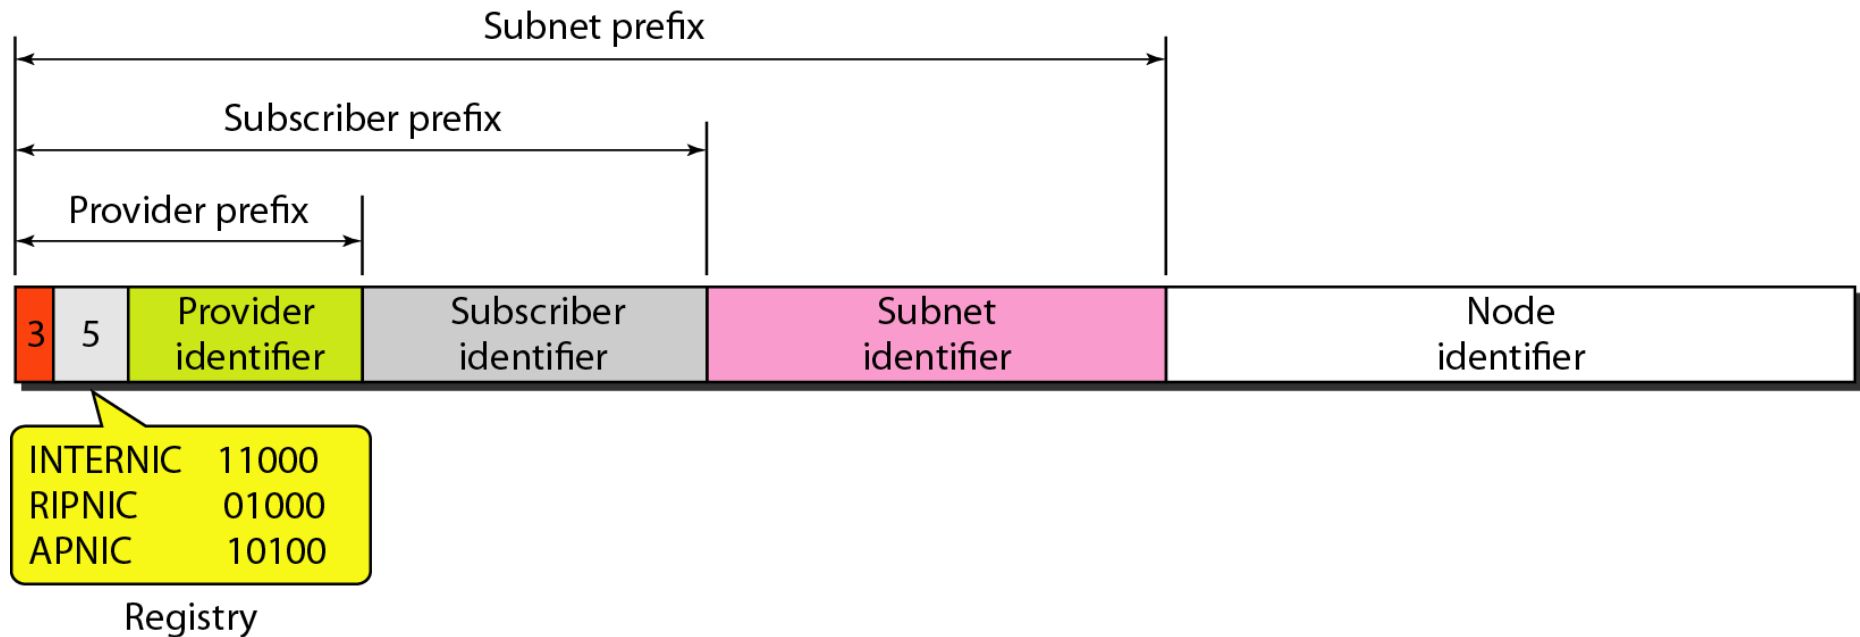 Subnet prefix
Subscriber prefix
Provider prefix
3
5
Provider
identifier
Subscriber
identifier
Subnet
identifier
Node
identifier
INTERNIC 11000
RIPNIC 01000
APNIC 10100
Registry